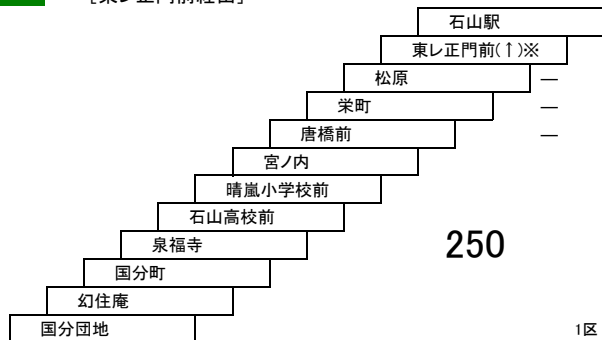 [東レ正門前経由]
石山駅
東レ正門前(↑)※
松原 ―
栄町 ―
唐橋前 ―
宮ノ内
晴嵐小学校前
石山高校前
泉福寺
250
国分町
幻住庵
国分団地
1区